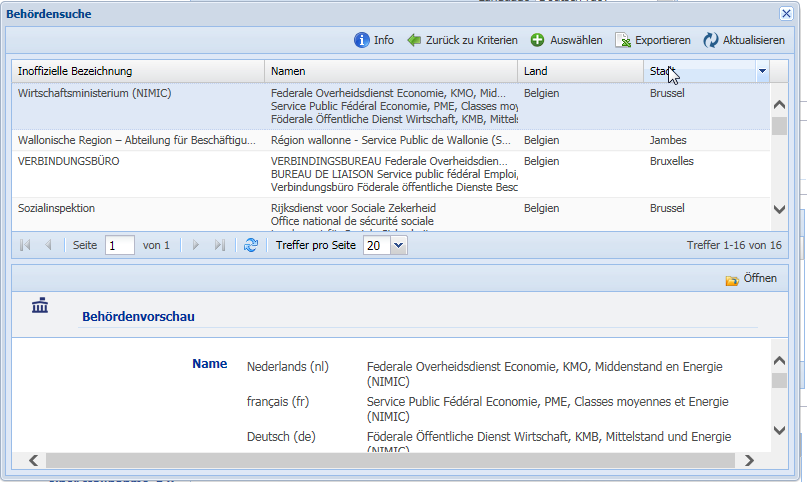 Behördensuche
Info Zurück zu Kriterien Auswählen Exportieren Aktualisieren
Inoffizielle Bezeichnung Namen Land Stadt
Wirtschaftsministerium (NIMIC) Federale Overheidsdienst Economie, KMO, Mid... Belgien Brussel
Service Public Fédéral Economie, PME, Classes moy
Föderale Öffentliche Dienst Wirtschaft, KMB, Mittels
Wallonische Region – Abteilung für Beschäftigu... Région wallonne - Service Public de Wallonie (S... Belgien Jambes
VERBINDUNGSBÜRO VERBINDINGSBUREAU Federale Overheidsdien... Belgien Bruxelles
BUREAU DE LIAISON Service public fédéral Emploi,
Verbindungsbüro Föderale öffentliche Dienste Besc
Sozialinspektion Rijksdienst voor Sociale Zekerheid Belgien Brussel
Office national de sécurité sociale
Seite 1 von 1 Treffer pro Seite 20 Treffer 1-16 von 16
Öffnen
Behördenvorschau
Name Nederlands (nl) Federale Overheidsdienst Economie, KMO, Middenstand en Energie
(NIMIC)
français (fr) Service Public Fédéral Economie, PME, Classes moyennes et Energie
(NIMIC)
Deutsch (de) Föderale Öffentliche Dienst Wirtschaft, KMB, Mittelstand und Energie
(NIMIC)